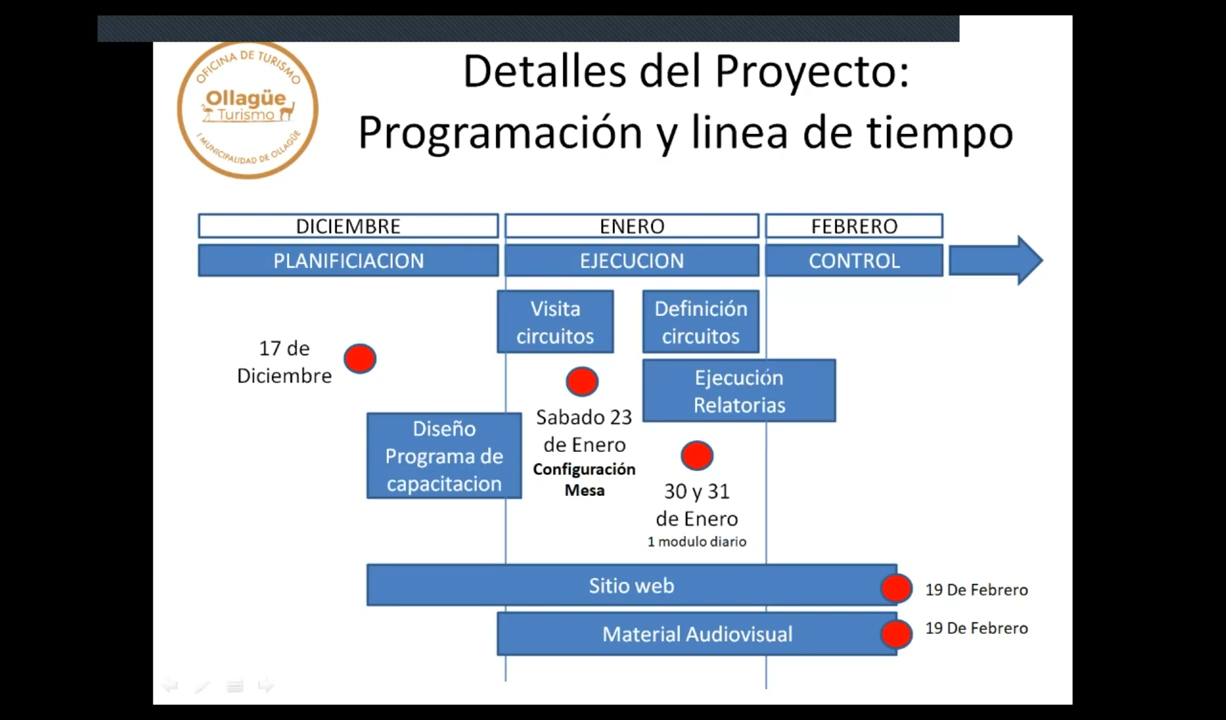 OFICINA DE TURISMO
Ollagüe
Turismo
I MUNICIPALIDAD DE OLLAGÜE
Detalles del Proyecto:
Programación y linea de tiempo
DICIEMBRE
ENERO
FEBRERO
PLANIFICIACION
EJECUCION
CONTROL
Visita
circuitos
Definición
circuitos
17 de
Diciembre
Ejecución
Relatorias
Sabado 23
de Enero
Configuración
Mesa
Diseño
Programa de
capacitacion
30 y 31
de Enero
1 modulo diario
Sitio web
19 De Febrero
Material Audiovisual
19 De Febrero